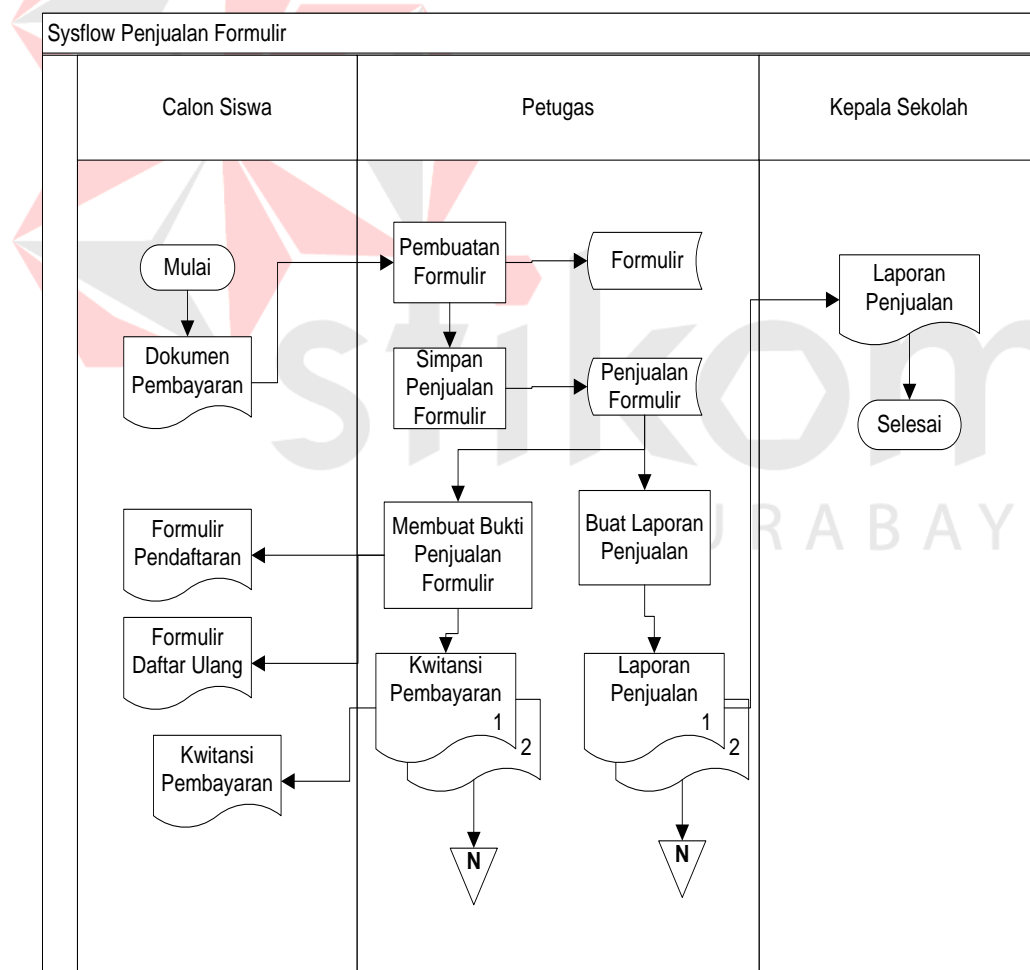 Sysflow Penjualan Formulir
Calon Siswa
Petugas
Kepala Sekolah
Mulai
Dokumen
Pembayaran
Formulir
Pendaftaran
Formulir
Daftar Ulang
Kwitansi
Pembayaran
Pembuatan
Formulir
Formulir
Simpan
Penjualan
Formulir
Penjualan
Formulir
Membuat Bukti
Penjualan
Formulir
Buat Laporan
Penjualan
Kwitansi
Pembayaran
1
2
N
Laporan
Penjualan
1
2
N
Laporan
Penjualan
Selesai
stikom
SURABAY